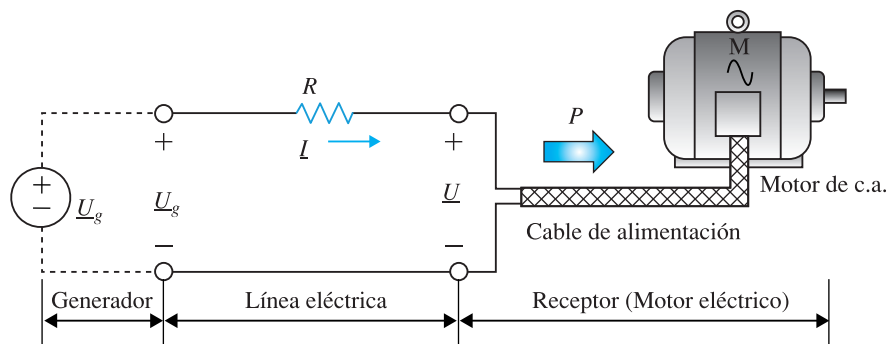 M
R
P
+
I
+
+
−
U_g
U_g
U
Motor de c.a.
−
−
Cable de alimentación
Generador
Línea eléctrica
Receptor (Motor eléctrico)